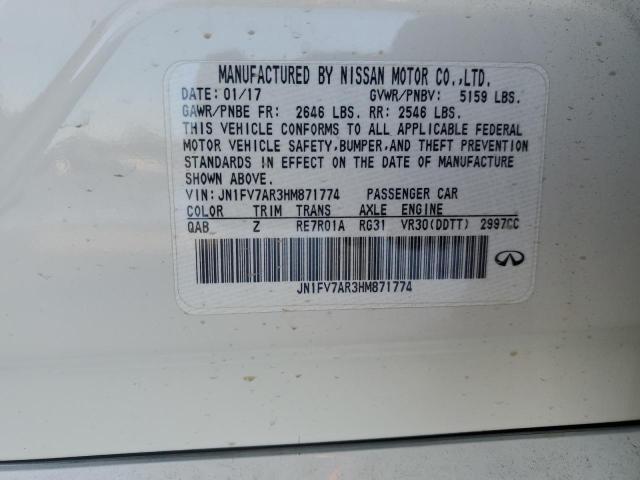 MANUFACTURED BY NISSAN MOTOR CO.,LTD.
DATE: 01/17 GVWR/PNBV: 5159 LBS.
GAWR/PNBE FR: 2646 LBS. RR: 2546 LBS.
THIS VEHICLE CONFORMS TO ALL APPLICABLE FEDERAL
MOTOR VEHICLE SAFETY,BUMPER,AND THEFT PREVENTION
STANDARDS IN EFFECT ON THE DATE OF MANUFACTURE
SHOWN ABOVE.
VIN:JN1FV7AR3HM871774 PASSENGER CAR
COLOR TRIM TRANS AXLE ENGINE
QAB Z RE7R01A RG31 VR30(DDTT) 2997CC
JN1FV7AR3HM871774